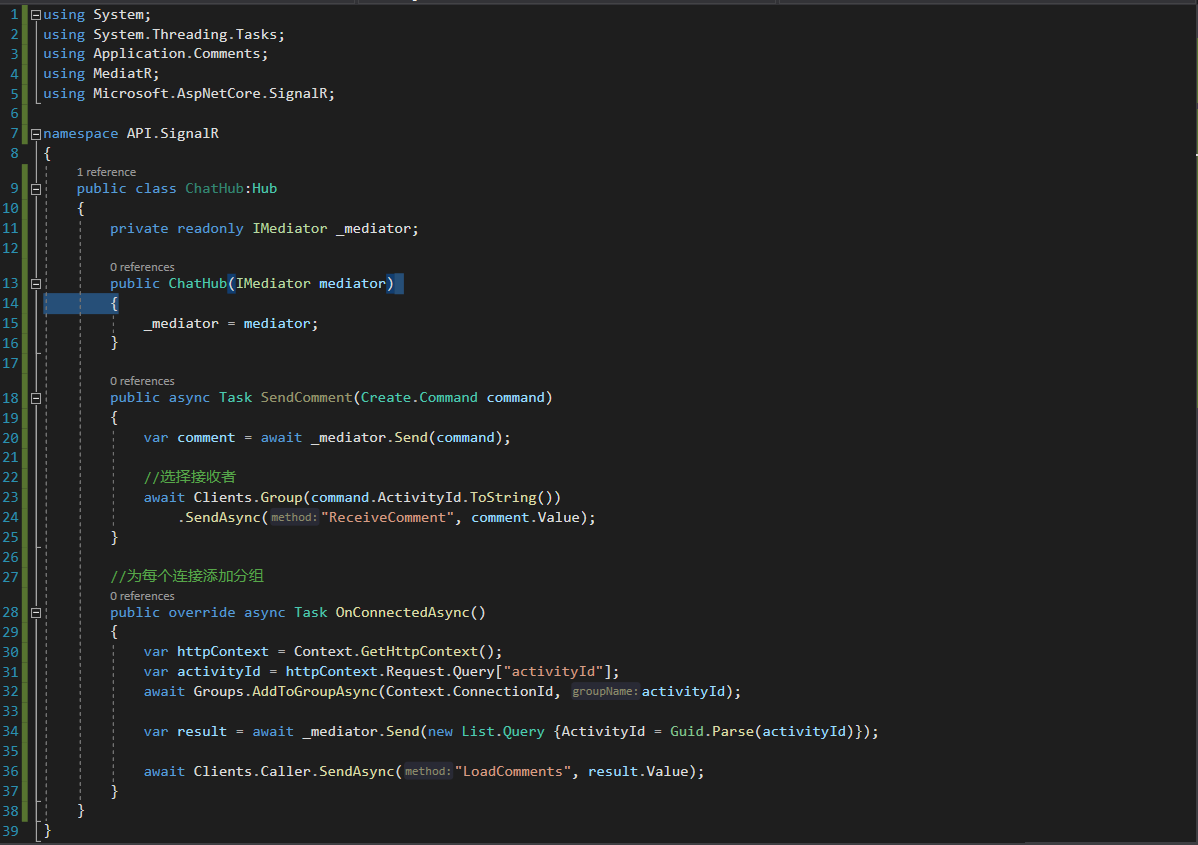 1 using System;
2 using System.Threading.Tasks;
3 using Application.Comments;
4 using MediatR;
5 using Microsoft.AspNetCore.SignalR;
6
7 namespace API.SignalR
8 {
1 reference
9 public class ChatHub:Hub
10 {
11 private readonly IMediator _mediator;
12
0 references
13 public ChatHub(IMediator mediator)
14 {
15 _mediator = mediator;
16 }
17
0 references
18 public async Task SendComment(Create.Command command)
19 {
20 var comment = await _mediator.Send(command);
21
22 //选择接收者
23 await Clients.Group(command.ActivityId.ToString())
24 .SendAsync(method:"ReceiveComment", comment.Value);
25 }
26
27 //为每个连接添加分组
0 references
28 public override async Task OnConnectedAsync()
29 {
30 var httpContext = Context.GetHttpContext();
31 var activityId = httpContext.Request.Query["activityId"];
32 await Groups.AddToGroupAsync(Context.ConnectionId, groupName:activityId);
33
34 var result = await _mediator.Send(new List.Query {ActivityId = Guid.Parse(activityId)});
35
36 await Clients.Caller.SendAsync(method:"LoadComments", result.Value);
37 }
38 }
39 }